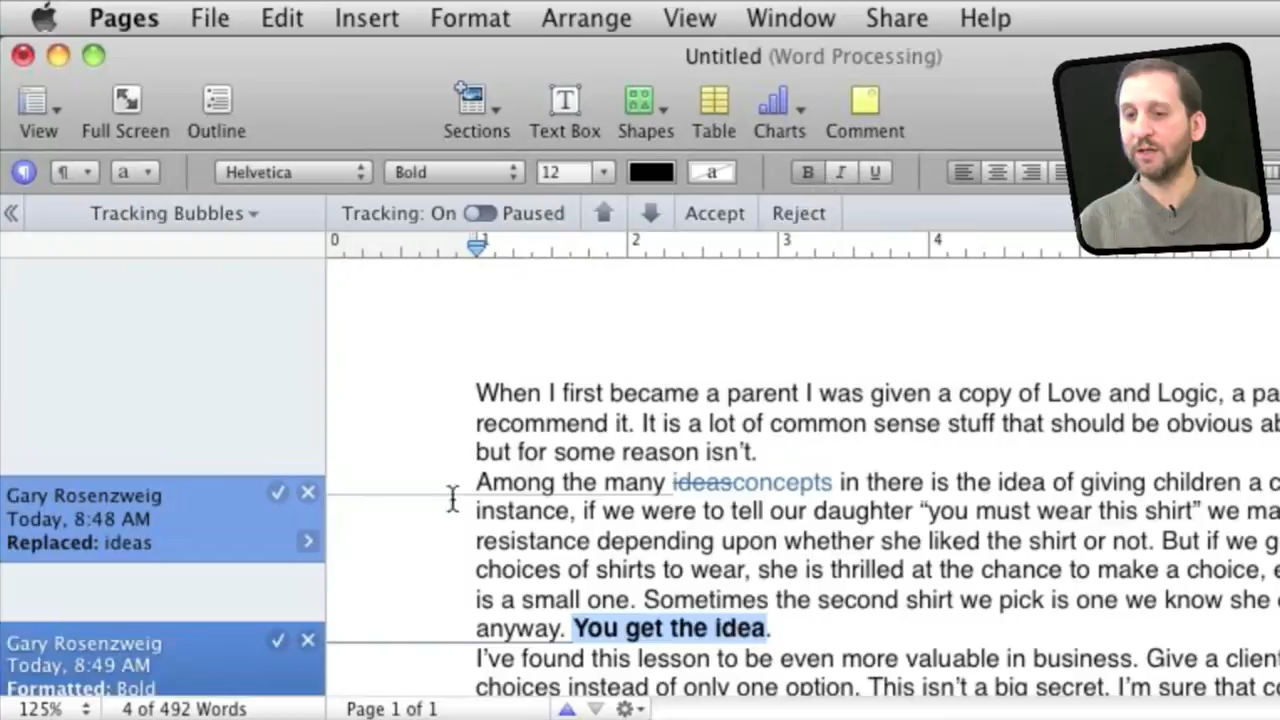 Pages File Edit Insert Format Arrange View Window Share Help
Untitled (Word Processing)
View Full Screen Outline Sections Text Box Shapes Table Charts Comment
¶ a Helvetica Bold 12 a B I U
Tracking Bubbles Tracking: On Paused Accept Reject
0 1 2 3 4
When I first became a parent I was given a copy of Love and Logic, a pa
recommend it. It is a lot of common sense stuff that should be obvious ab
but for some reason isn’t.
Among the many ideasconcepts in there is the idea of giving children a c
instance, if we were to tell our daughter “you must wear this shirt” we ma
resistance depending upon whether she liked the shirt or not. But if we g
choices of shirts to wear, she is thrilled at the chance to make a choice, e
is a small one. Sometimes the second shirt we pick is one we know she
anyway. You get the idea.
I’ve found this lesson to be even more valuable in business. Give a client
choices instead of only one option. This isn’t a big secret. I’m sure that co
Gary Rosenzweig
Today, 8:48 AM
Replaced: ideas
Gary Rosenzweig
Today, 8:49 AM
Formatted: Bold
125% 4 of 492 Words Page 1 of 1